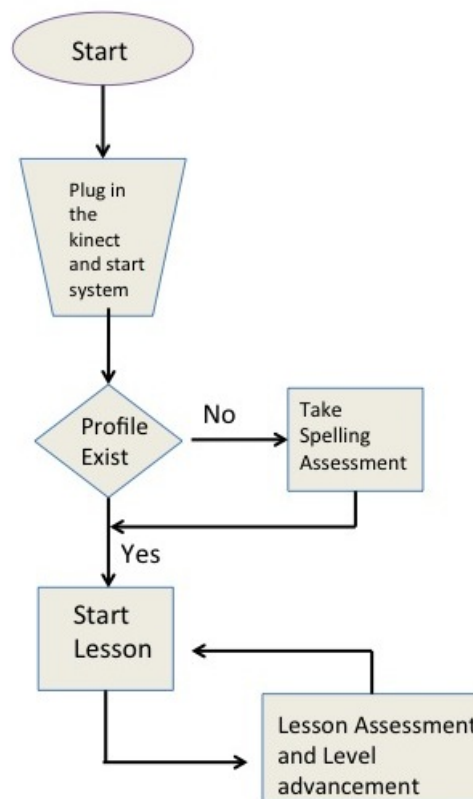 Start
Plug in
the
kinect
and start
system
Profile
Exist
No
Take
Spelling
Assessment
Yes
Start
Lesson
Lesson Assessment
and Level
advancement